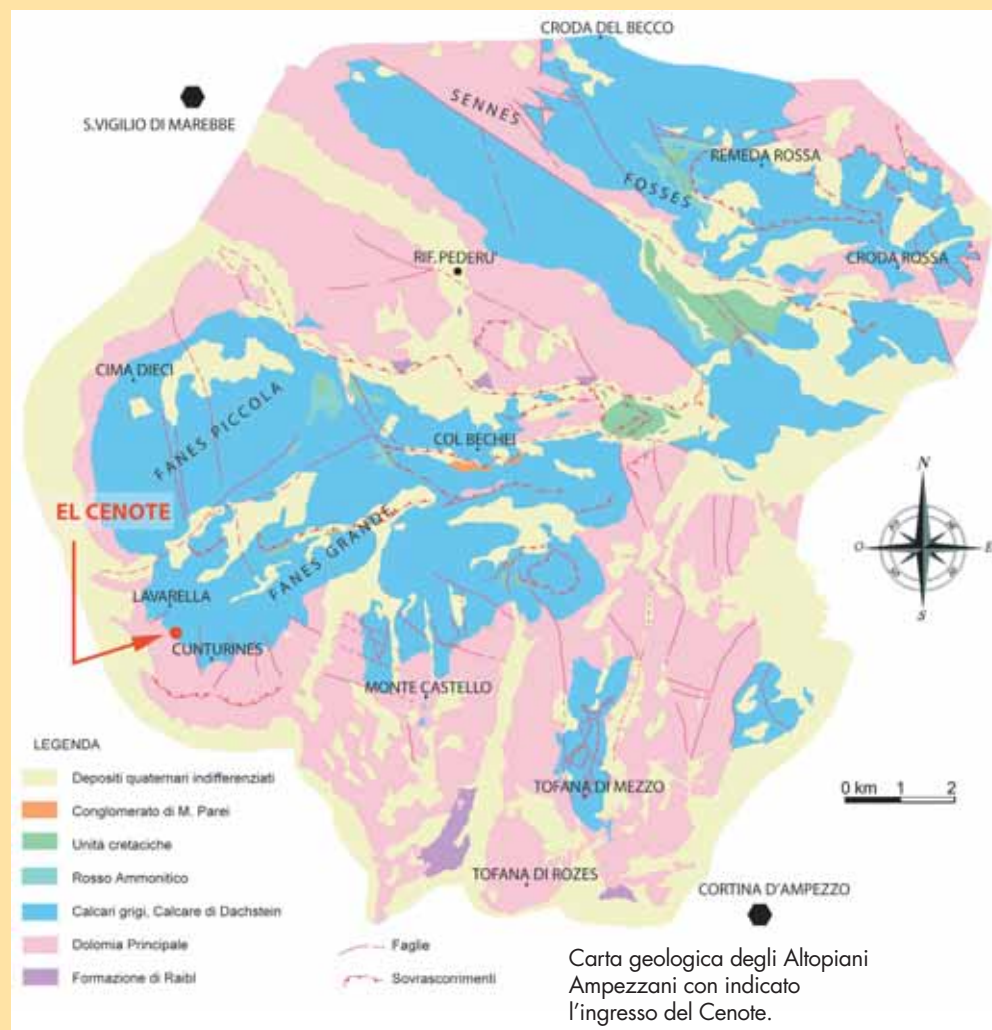 CRODA DEL BECCO
S.VIGILIO DI MAREBBE
SENNES
REMEDA ROSSA
FOSSES
RIF. PEDERU'
CRODA ROSSA
CIMA DIECI
FANES PICCOLA
COL BECHEI
EL CENOTE
FANES GRANDE
N
O
E
S
LAVARELLA
CUNTURINES
MONTE CASTELLO
LEGENDA
Depositi quaternari indifferenziati
Conglomerato di M. Parei
Unità cretaciche
Rosso Ammonitico
Calcari grigi, Calcare di Dachstein
Dolomia Principale
Formazione di Raibl
Faglie
Sovrascorrimenti
TOFANA DI MEZZO
0 km 1 2
TOFANA DI ROZES
CORTINA D'AMPEZZO
Carta geologica degli Altopiani
Ampezzani con indicato
l'ingresso del Cenote.